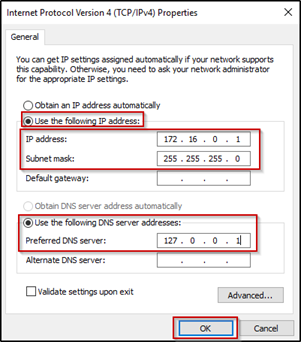 Internet Protocol Version 4 (TCP/IPv4) Properties
General
You can get IP settings assigned automatically if your network supports
this capability. Otherwise, you need to ask your network administrator
for the appropriate IP settings.
Obtain an IP address automatically
Use the following IP address:
IP address: 172 . 16 . 0 . 1
Subnet mask: 255 . 255 . 255 . 0
Default gateway: . . .
Obtain DNS server address automatically
Use the following DNS server addresses:
Preferred DNS server: 127 . 0 . 0 . 1
Alternate DNS server: . . .
Validate settings upon exit
Advanced...
OK Cancel